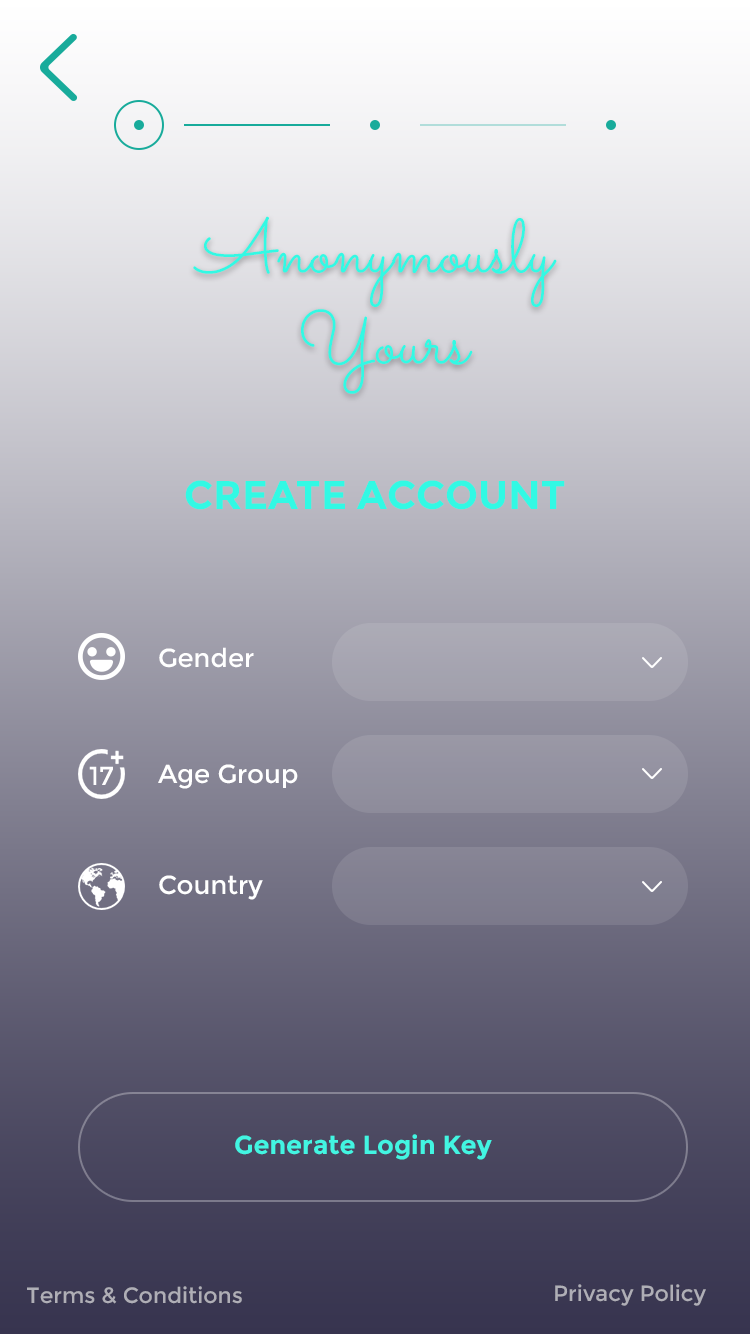 Anonymously
Yours
CREATE ACCOUNT
Gender
17+ Age Group
Country
Generate Login Key
Terms & Conditions Privacy Policy